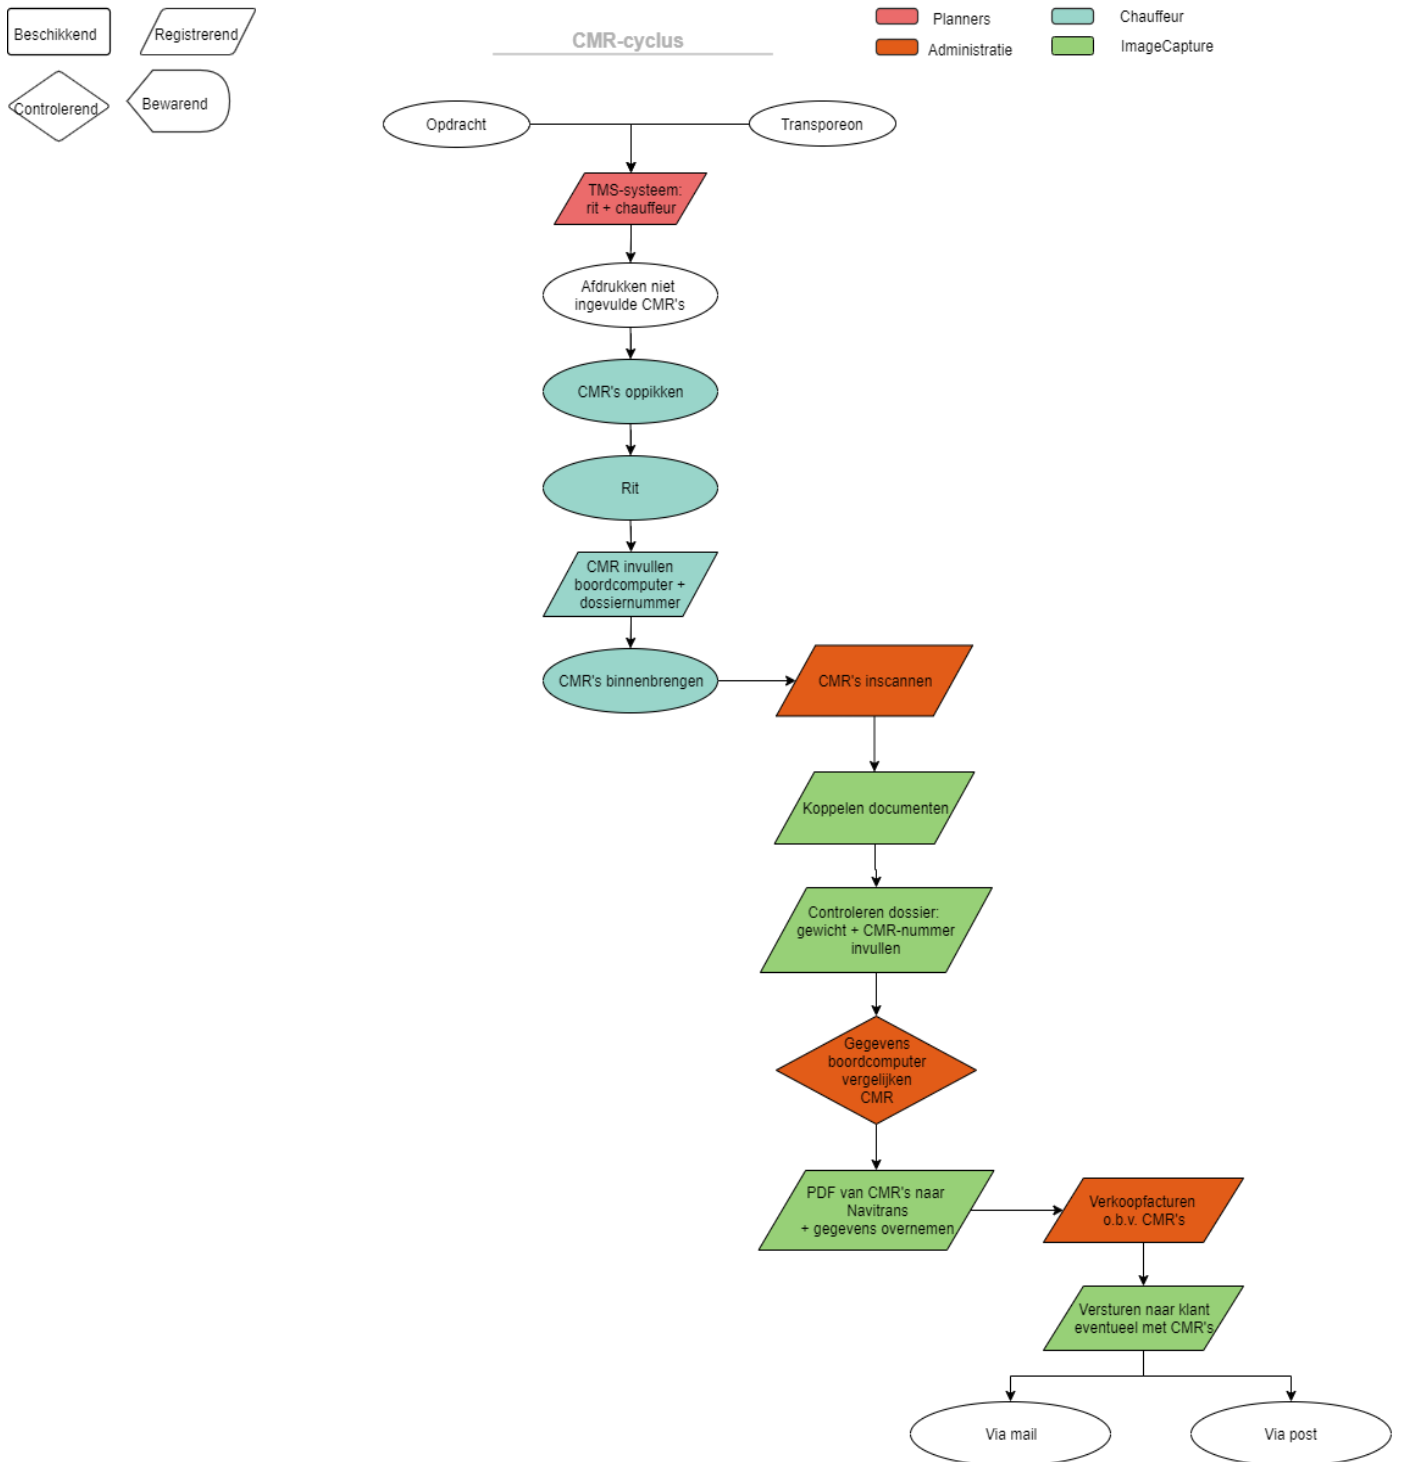 Beschikkend
Registrerend
Controlerend
Bewarend
CMR-cyclus
Planners
Chauffeur
Administratie
ImageCapture
Opdracht
Transporeon
TMS-systeem:
rit + chauffeur
Afdrukken niet
ingevulde CMR's
CMR's oppikken
Rit
CMR invullen
boordcomputer +
dossiernummer
CMR's binnenbrengen
CMR's inscannen
Koppelen documenten
Controleren dossier:
gewicht + CMR-nummer
invullen
Gegevens
boordcomputer
vergelijken
CMR
PDF van CMR's naar
Navitrans
+ gegevens overnemen
Verkoopfacturen
o.b.v. CMR's
Versturen naar klant
eventueel met CMR's
Via mail
Via post